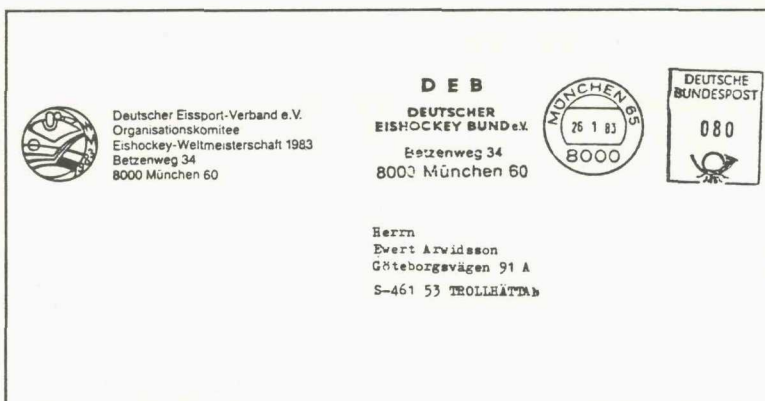 Deutscher Eissport-Verband e.V.
Organisationskomitee
Eishockey-Weltmeisterschaft 1983
Betzenweg 34
8000 München 60
D E B
DEUTSCHER
EISHOCKEY BUND e.V.
Betzenweg 34
8000 München 60
MÜNCHEN 65
26 1 83
8000
DEUTSCHE
BUNDESPOST
080
Herrn
Ewert Arwidsson
Göteborgsvägen 91 A
S-461 53 TROLLHÄTTAN